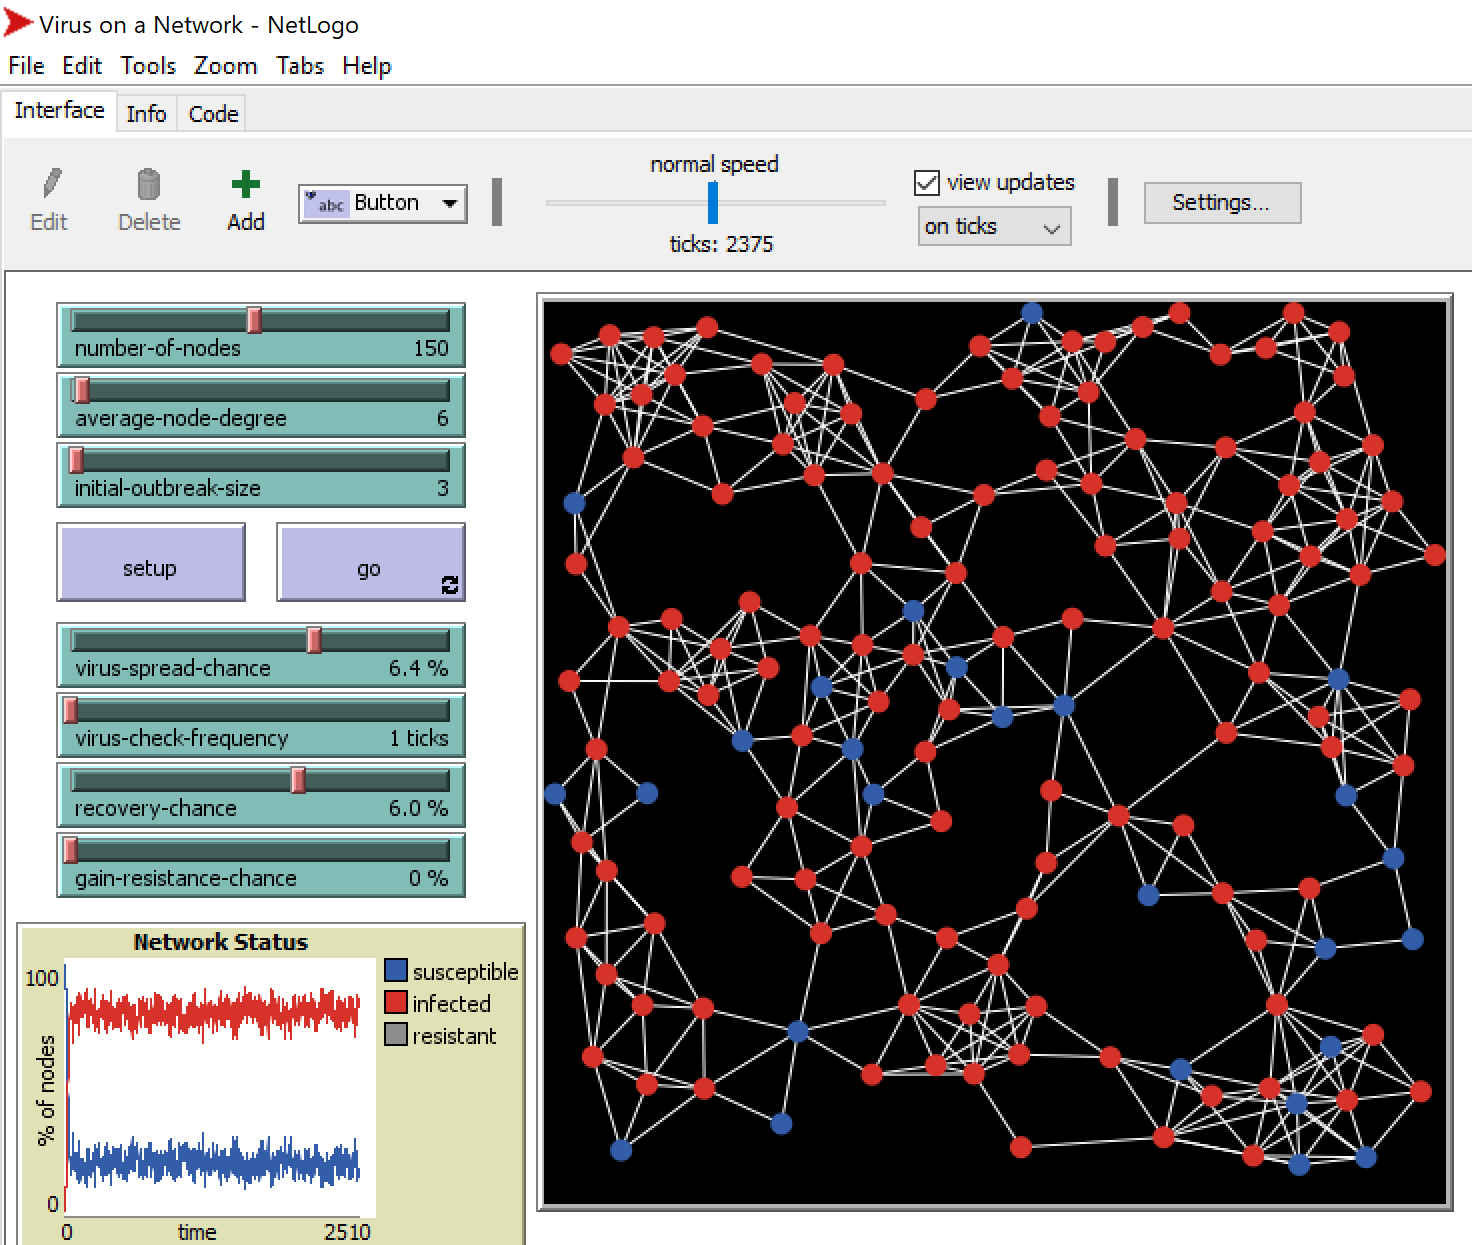 Virus on a Network - NetLogo
File Edit Tools Zoom Tabs Help
Interface Info Code
normal speed
view updates
Edit Delete Add abc Button
Settings...
on ticks
ticks: 2375
number-of-nodes 150
average-node-degree 6
initial-outbreak-size 3
setup go
virus-spread-chance 6.4 %
virus-check-frequency 1 ticks
recovery-chance 6.0 %
gain-resistance-chance 0 %
Network Status
100
susceptible
infected
resistant
% of nodes
0
0 time 2510